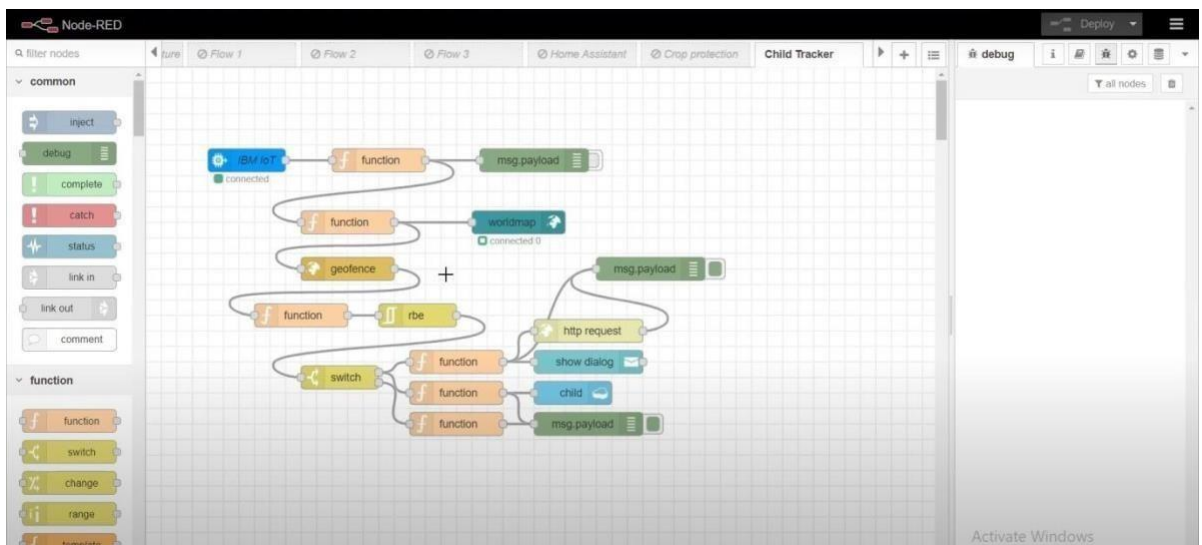 Node-RED
Deploy
filter nodes
ture
Flow 1
Flow 2
Flow 3
Home Assistant
Crop protection
Child Tracker
debug
i
all nodes
common
inject
debug
complete
catch
status
link in
link out
comment
function
function
switch
change
range
template
IBM IoT
connected
function
msg.payload
function
worldmap
connected 0
geofence
msg.payload
function
rbe
http request
switch
function
show dialog
function
child
function
msg.payload
Activate Windows